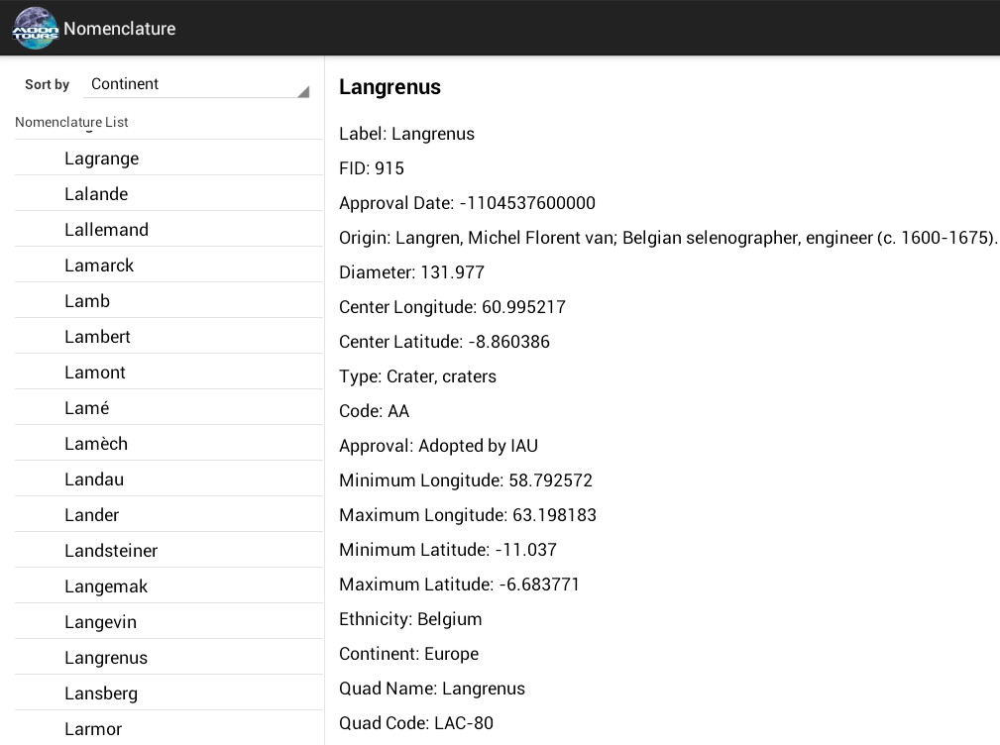 MOON
TOURS
Nomenclature
Sort by
Continent
Nomenclature List
Lagrange
Lalande
Lallemand
Lamarck
Lamb
Lambert
Lamont
Lamé
Lamèch
Landau
Lander
Landsteiner
Langemak
Langevin
Langrenus
Lansberg
Larmor
Langrenus
Label: Langrenus
FID: 915
Approval Date: -1104537600000
Origin: Langren, Michel Florent van; Belgian selenographer, engineer (c. 1600-1675).
Diameter: 131.977
Center Longitude: 60.995217
Center Latitude: -8.860386
Type: Crater, craters
Code: AA
Approval: Adopted by IAU
Minimum Longitude: 58.792572
Maximum Longitude: 63.198183
Minimum Latitude: -11.037
Maximum Latitude: -6.683771
Ethnicity: Belgium
Continent: Europe
Quad Name: Langrenus
Quad Code: LAC-80